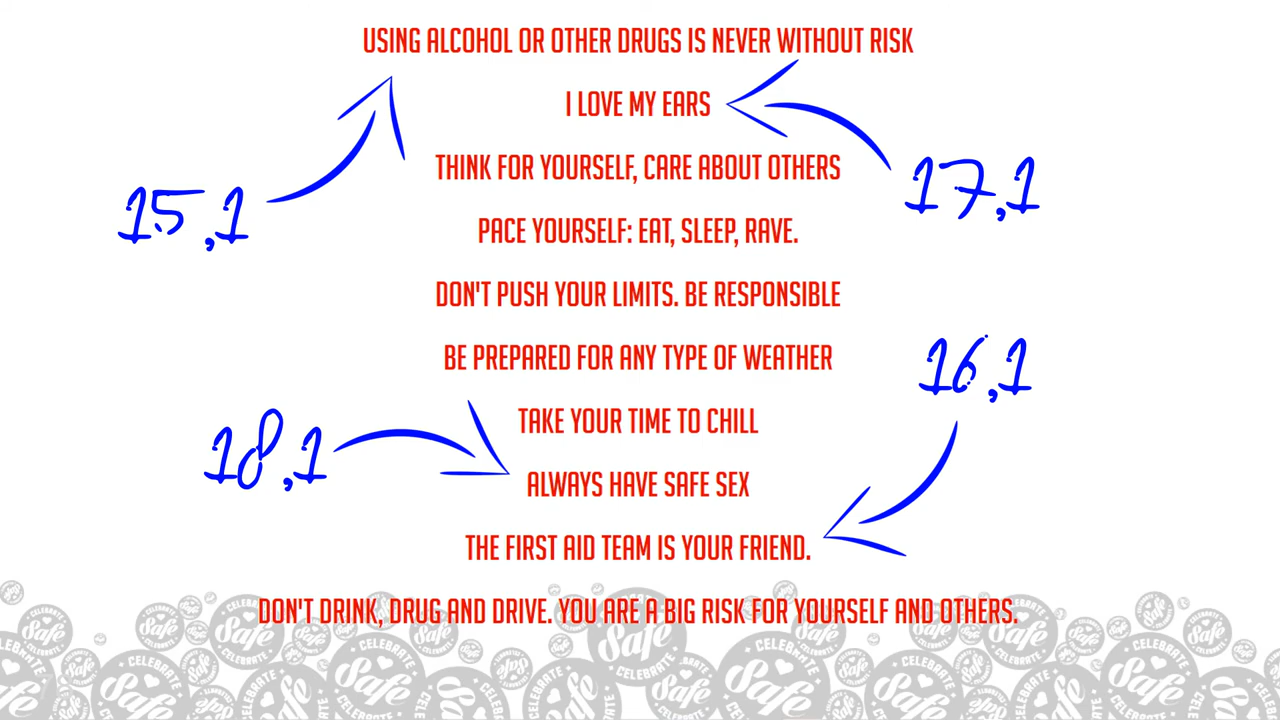 USING ALCOHOL OR OTHER DRUGS IS NEVER WITHOUT RISK
I LOVE MY EARS
THINK FOR YOURSELF, CARE ABOUT OTHERS
15,1
17,1
PACE YOURSELF: EAT, SLEEP, RAVE.
DON'T PUSH YOUR LIMITS. BE RESPONSIBLE
BE PREPARED FOR ANY TYPE OF WEATHER
16,1
TAKE YOUR TIME TO CHILL
18,1
ALWAYS HAVE SAFE SEX
THE FIRST AID TEAM IS YOUR FRIEND.
DON'T DRINK, DRUG AND DRIVE. YOU ARE A BIG RISK FOR YOURSELF AND OTHERS.
CELEBRATE Safe CELEBRATE